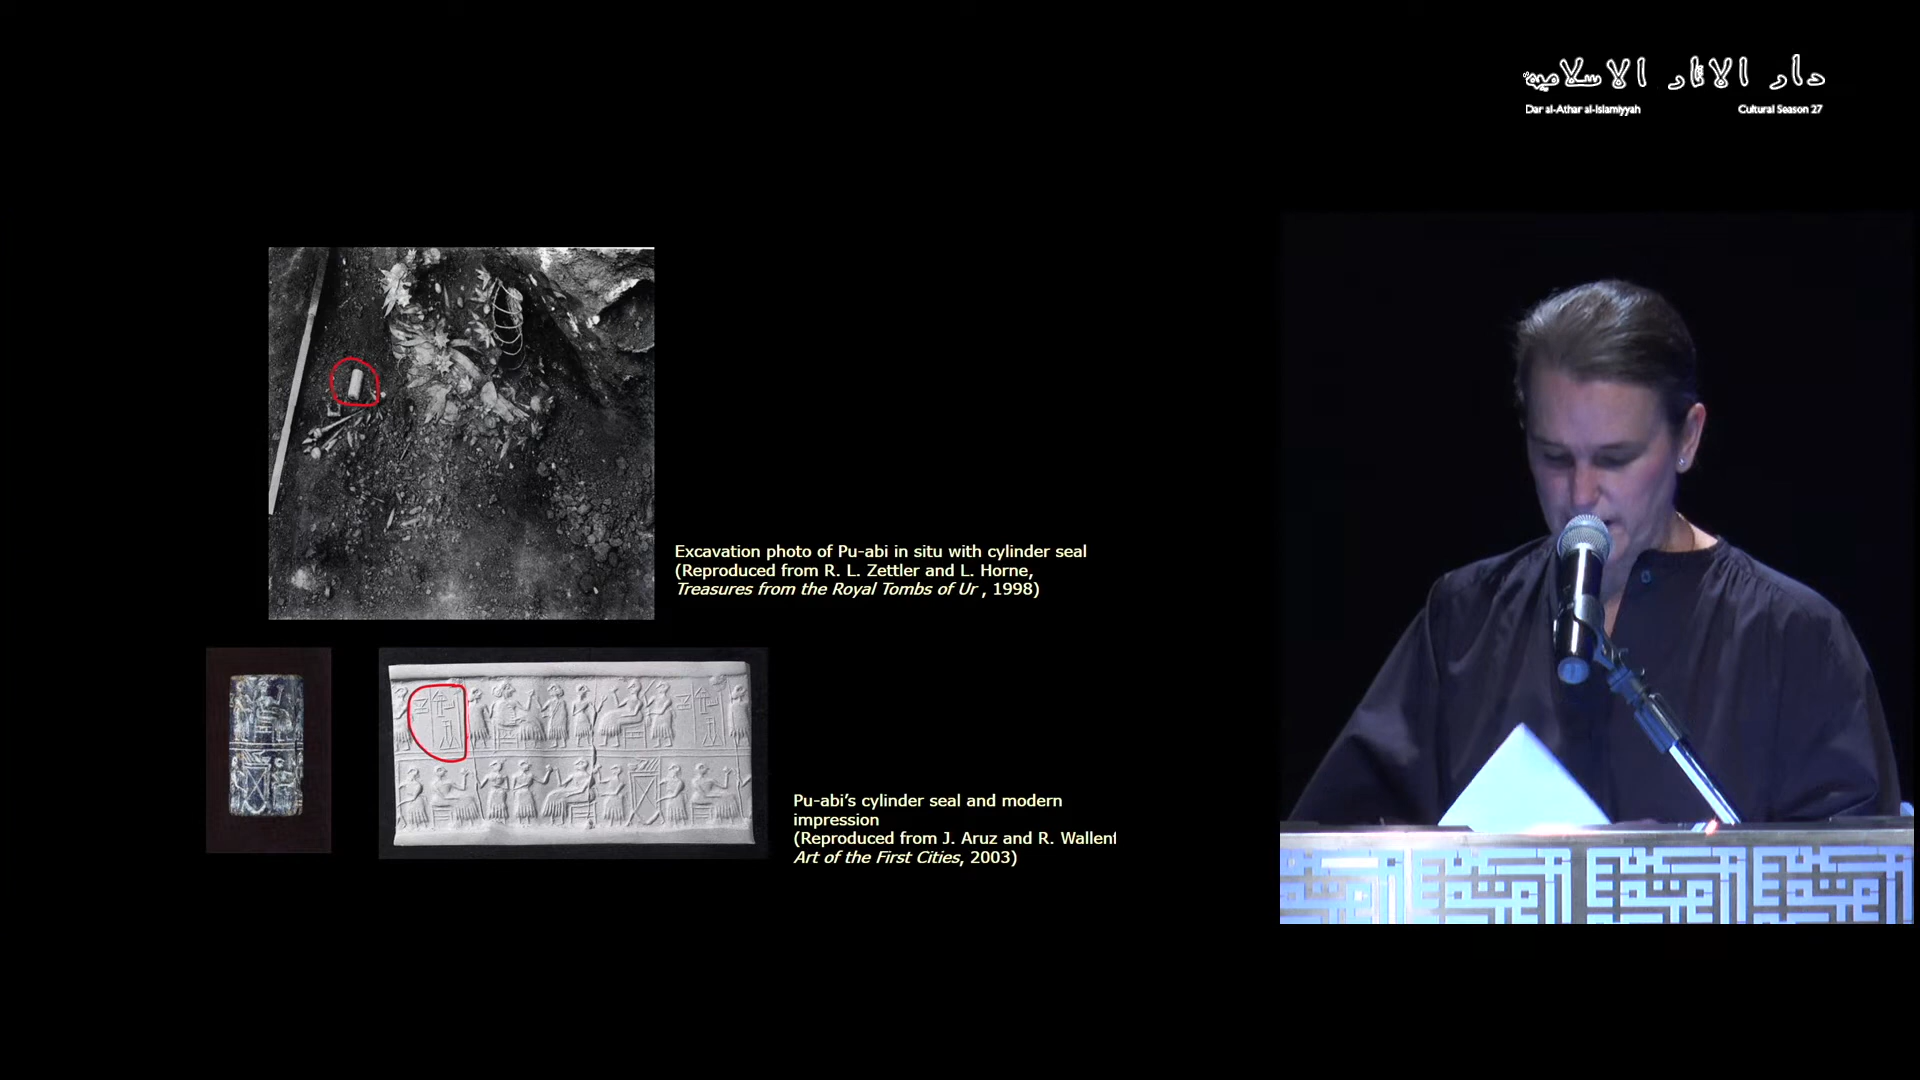 دار الاثار الاسلاميه
Dar al-Athar al-Islamiyyah
Cultural Season 27
Excavation photo of Pu-abi in situ with cylinder seal
(Reproduced from R. L. Zettler and L. Horne,
Treasures from the Royal Tombs of Ur , 1998)
Pu-abi’s cylinder seal and modern
impression
(Reproduced from J. Aruz and R. Wallenf
Art of the First Cities, 2003)